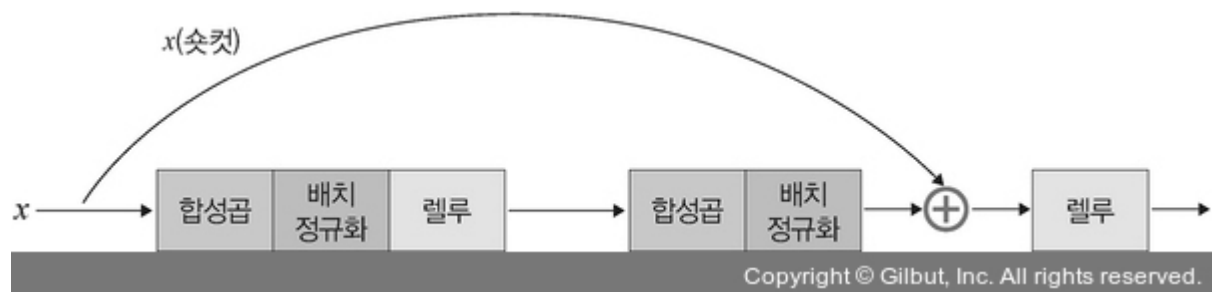 x(숏컷)
x
합성곱
배치
정규화
렐루
합성곱
배치
정규화
렐루
Copyright © Gilbut, Inc. All rights reserved.